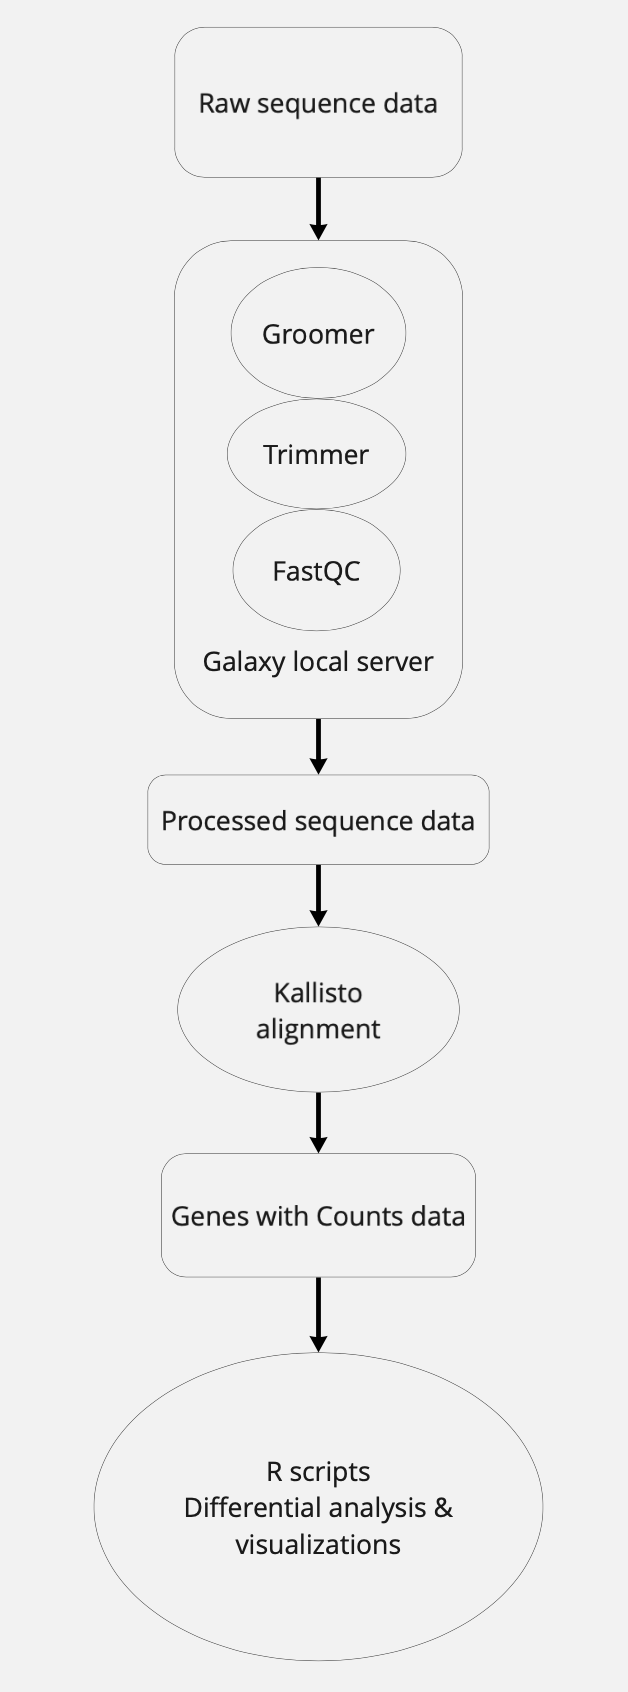 Raw sequence data
Groomer
Trimmer
FastQC
Galaxy local server
Processed sequence data
Kallisto
alignment
Genes with Counts data
R scripts
Differential analysis &
visualizations